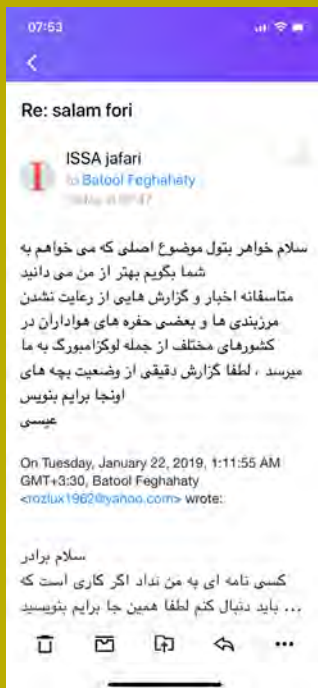 07:53
Re: salam fori
I
ISSA jafari
to Batool Feghahaty
سلام خواهر بتول موضوع اصلی که می خواهم به
شما بگویم بهتر از من می دانید
متاسفانه اخبار و گزارش هایی از رعایت نشدن
مرزبندی ها و بعضی حفره های هواداران در
کشورهای مختلف از جمله لوکزامبورگ به ما
میرسد ، لطفا گزارش دقیقی از وضعیت بچه های
اونجا برایم بنویس
عیسی
On Tuesday, January 22, 2019, 1:11:55 AM
GMT+3:30, Batool Feghahaty
<rozlux1962@yahoo.com> wrote:
سلام برادر
کسی نامه ای به من نداد اگر کاری است که
باید دنبال کنم لطفا همین جا برایم بنویسید ...